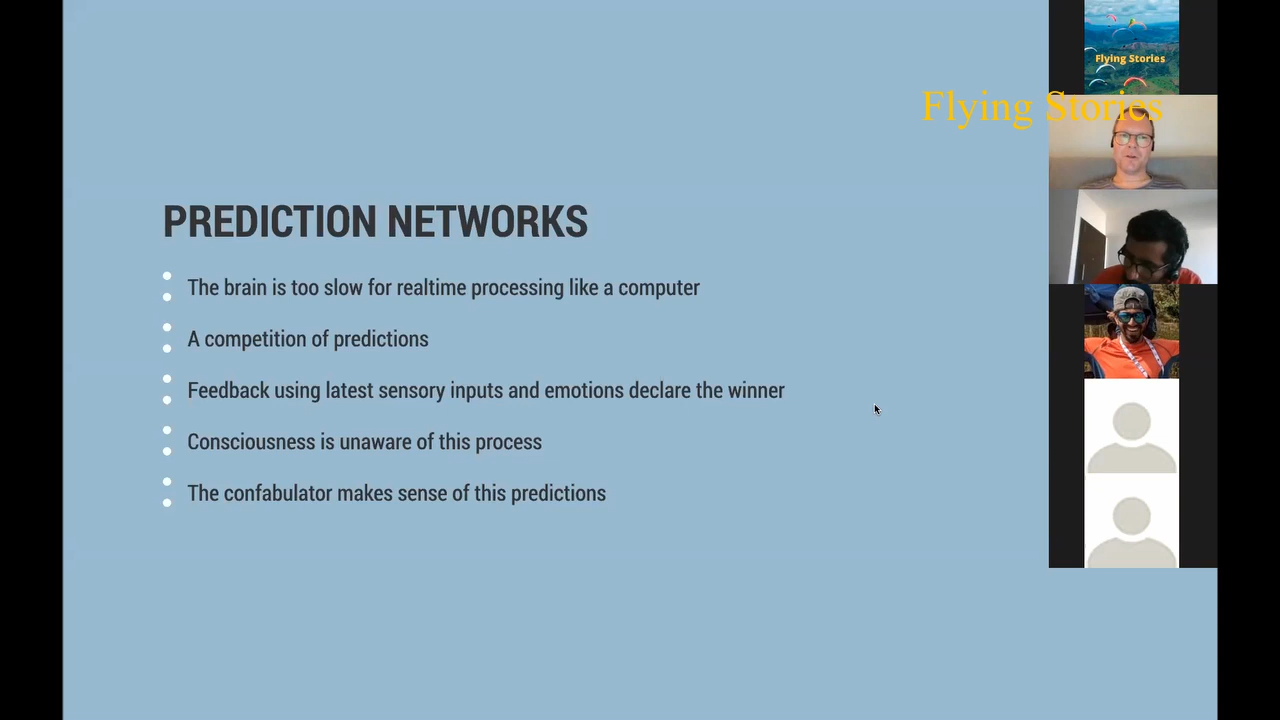 Flying Stories
Flying Stories
PREDICTION NETWORKS
The brain is too slow for realtime processing like a computer
A competition of predictions
Feedback using latest sensory inputs and emotions declare the winner
Consciousness is unaware of this process
The confabulator makes sense of this predictions